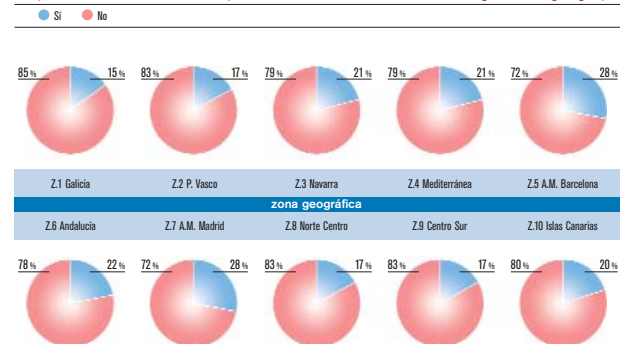 Sí No
85 % 15 % 83 % 17 % 79 % 21 % 79 % 21 % 72 % 28 %
Z.1 Galicia Z.2 P. Vasco Z.3 Navarra Z.4 Mediterránea Z.5 A.M. Barcelona
zona geográfica
Z.6 Andalucía Z.7 A.M. Madrid Z.8 Norte Centro Z.9 Centro Sur Z.10 Islas Canarias
78 % 22 % 72 % 28 % 83 % 17 % 83 % 17 % 80 % 20 %